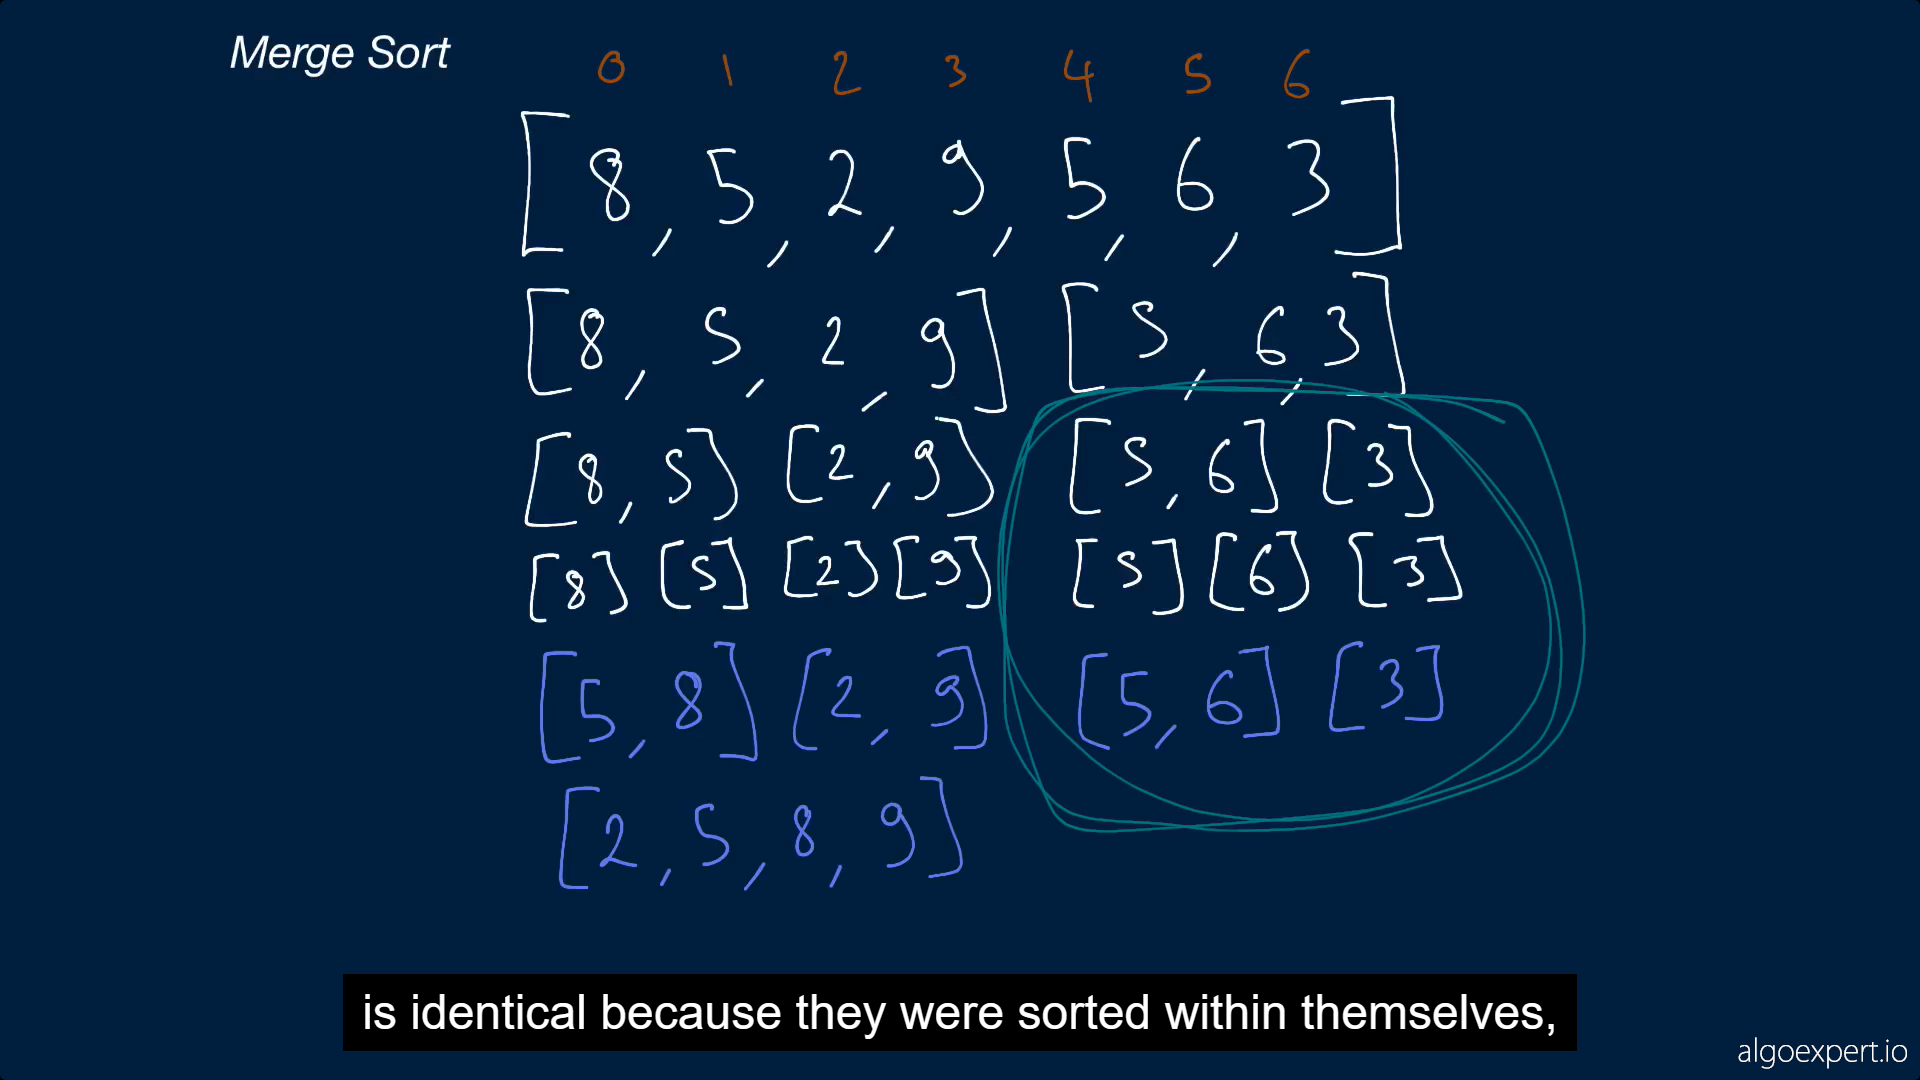 Merge Sort
0 1 2 3 4 5 6
[8, 5, 2, 9, 5, 6, 3]
[8, 5, 2, 9] [5, 6, 3]
[8, 5] [2, 9] [5, 6] [3]
[8] [5] [2] [9] [5] [6] [3]
[5, 8] [2, 9] [5, 6] [3]
[2, 5, 8, 9]
is identical because they were sorted within themselves,
algoexpert.io